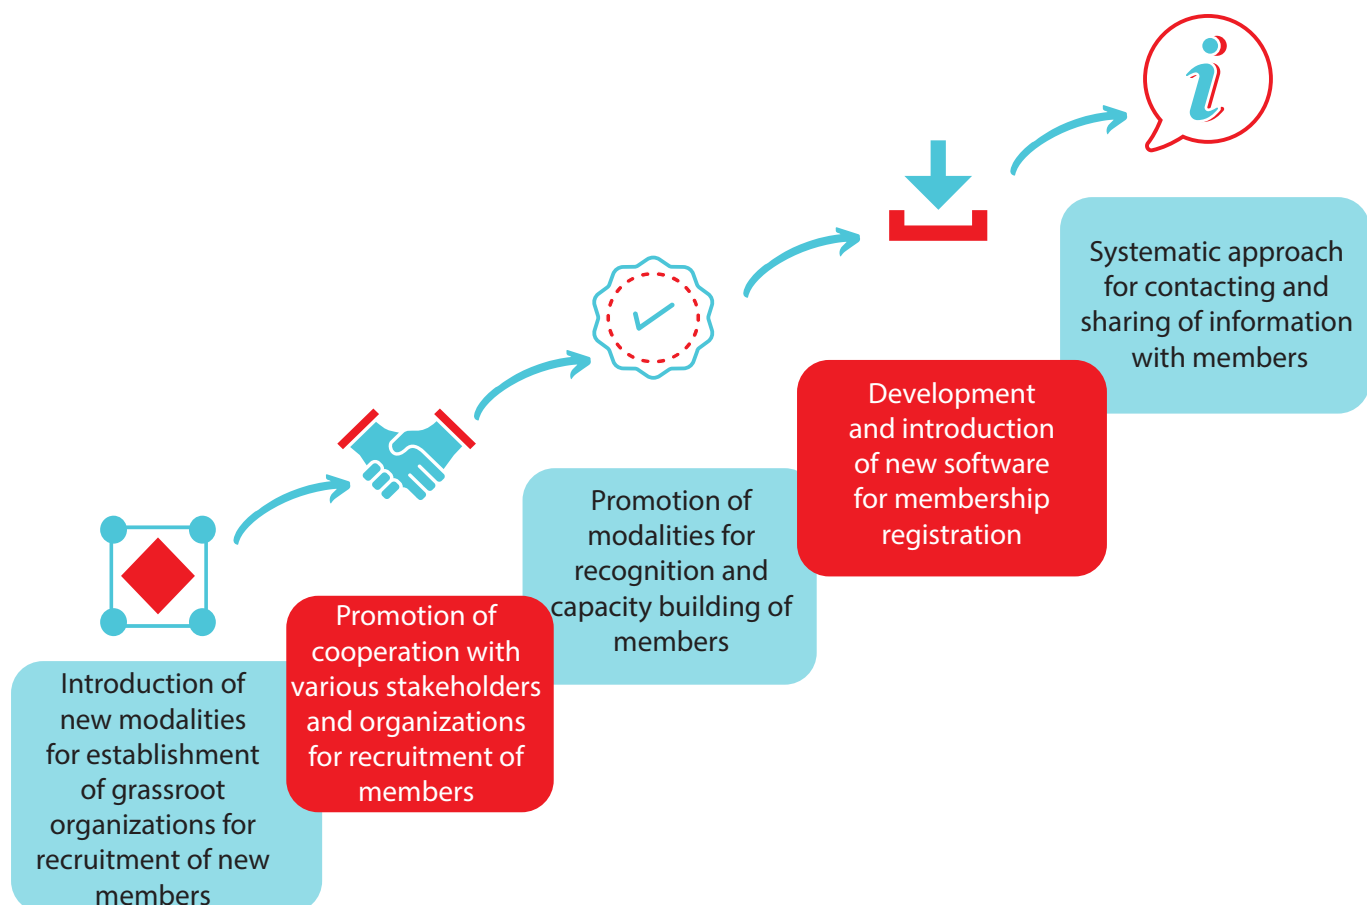 Introduction of
new modalities
for establishment
of grassroot
organizations for
recruitment of new
members
Promotion of
cooperation with
various stakeholders
and organizations
for recruitment of
members
Promotion of
modalities for
recognition and
capacity building of
members
Development
and introduction
of new software
for membership
registration
Systematic approach
for contacting and
sharing of information
with members